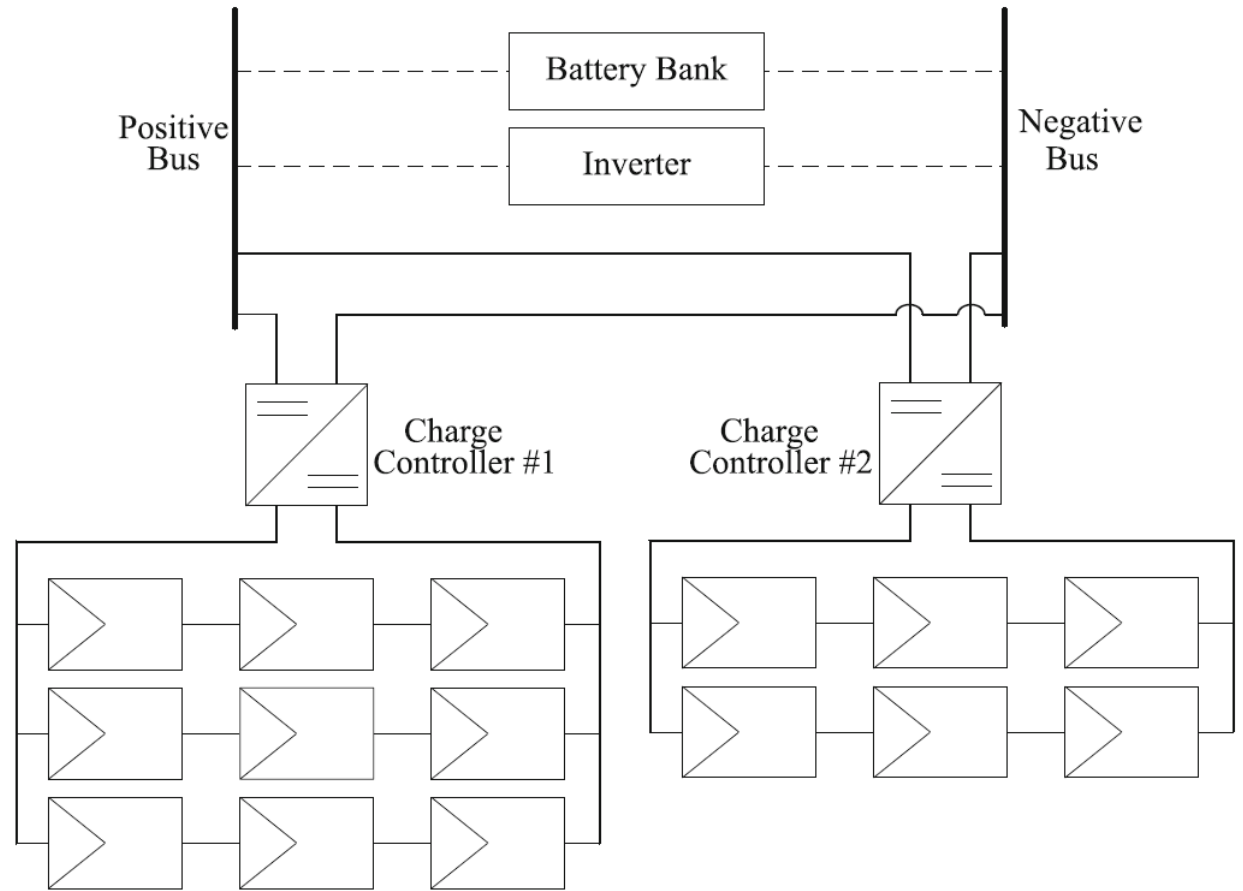 Battery Bank
Positive
Bus
Negative
Bus
Inverter
Charge
Controller #1
Charge
Controller #2